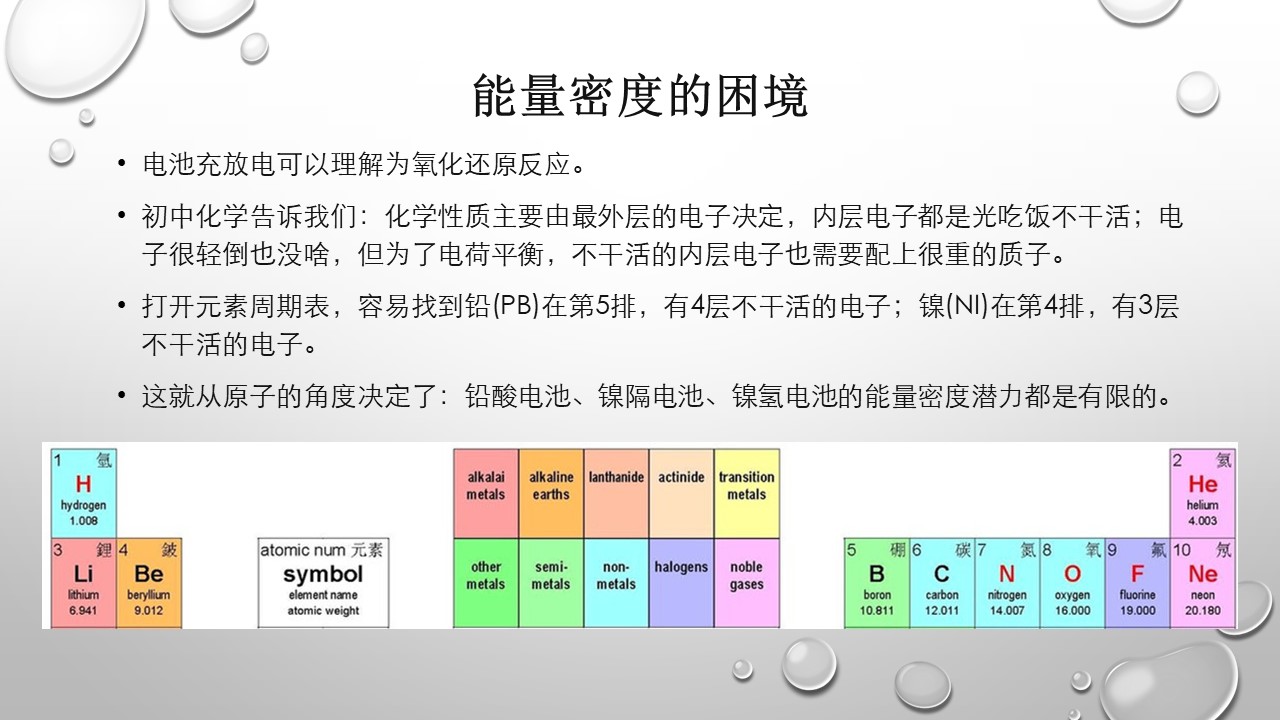 能量密度的困境
• 电池充放电可以理解为氧化还原反应。
• 初中化学告诉我们：化学性质主要由最外层的电子决定，内层电子都是光吃饭不干活；电
子很轻倒也没啥，但为了电荷平衡，不干活的内层电子也需要配上很重的质子。
• 打开元素周期表，容易找到铅(PB)在第5排，有4层不干活的电子；镍(NI)在第4排，有3层
不干活的电子。
• 这就从原子的角度决定了：铅酸电池、镍隔电池、镍氢电池的能量密度潜力都是有限的。
1 氫
H
hydrogen
1.008
alkalai
metals
alkaline
earths
lanthanide
actinide
transition
metals
2 氦
He
helium
4.003
3 鋰
Li
lithium
6.941
4 鈹
Be
beryllium
9.012
atomic num 元素
symbol
element name
atomic weight
other
metals
semi-
metals
non-
metals
halogens
noble
gases
5 硼
B
boron
10.811
6 碳
C
carbon
12.011
7 氮
N
nitrogen
14.007
8 氧
O
oxygen
16.000
9 氟
F
fluorine
19.000
10 氖
Ne
neon
20.180